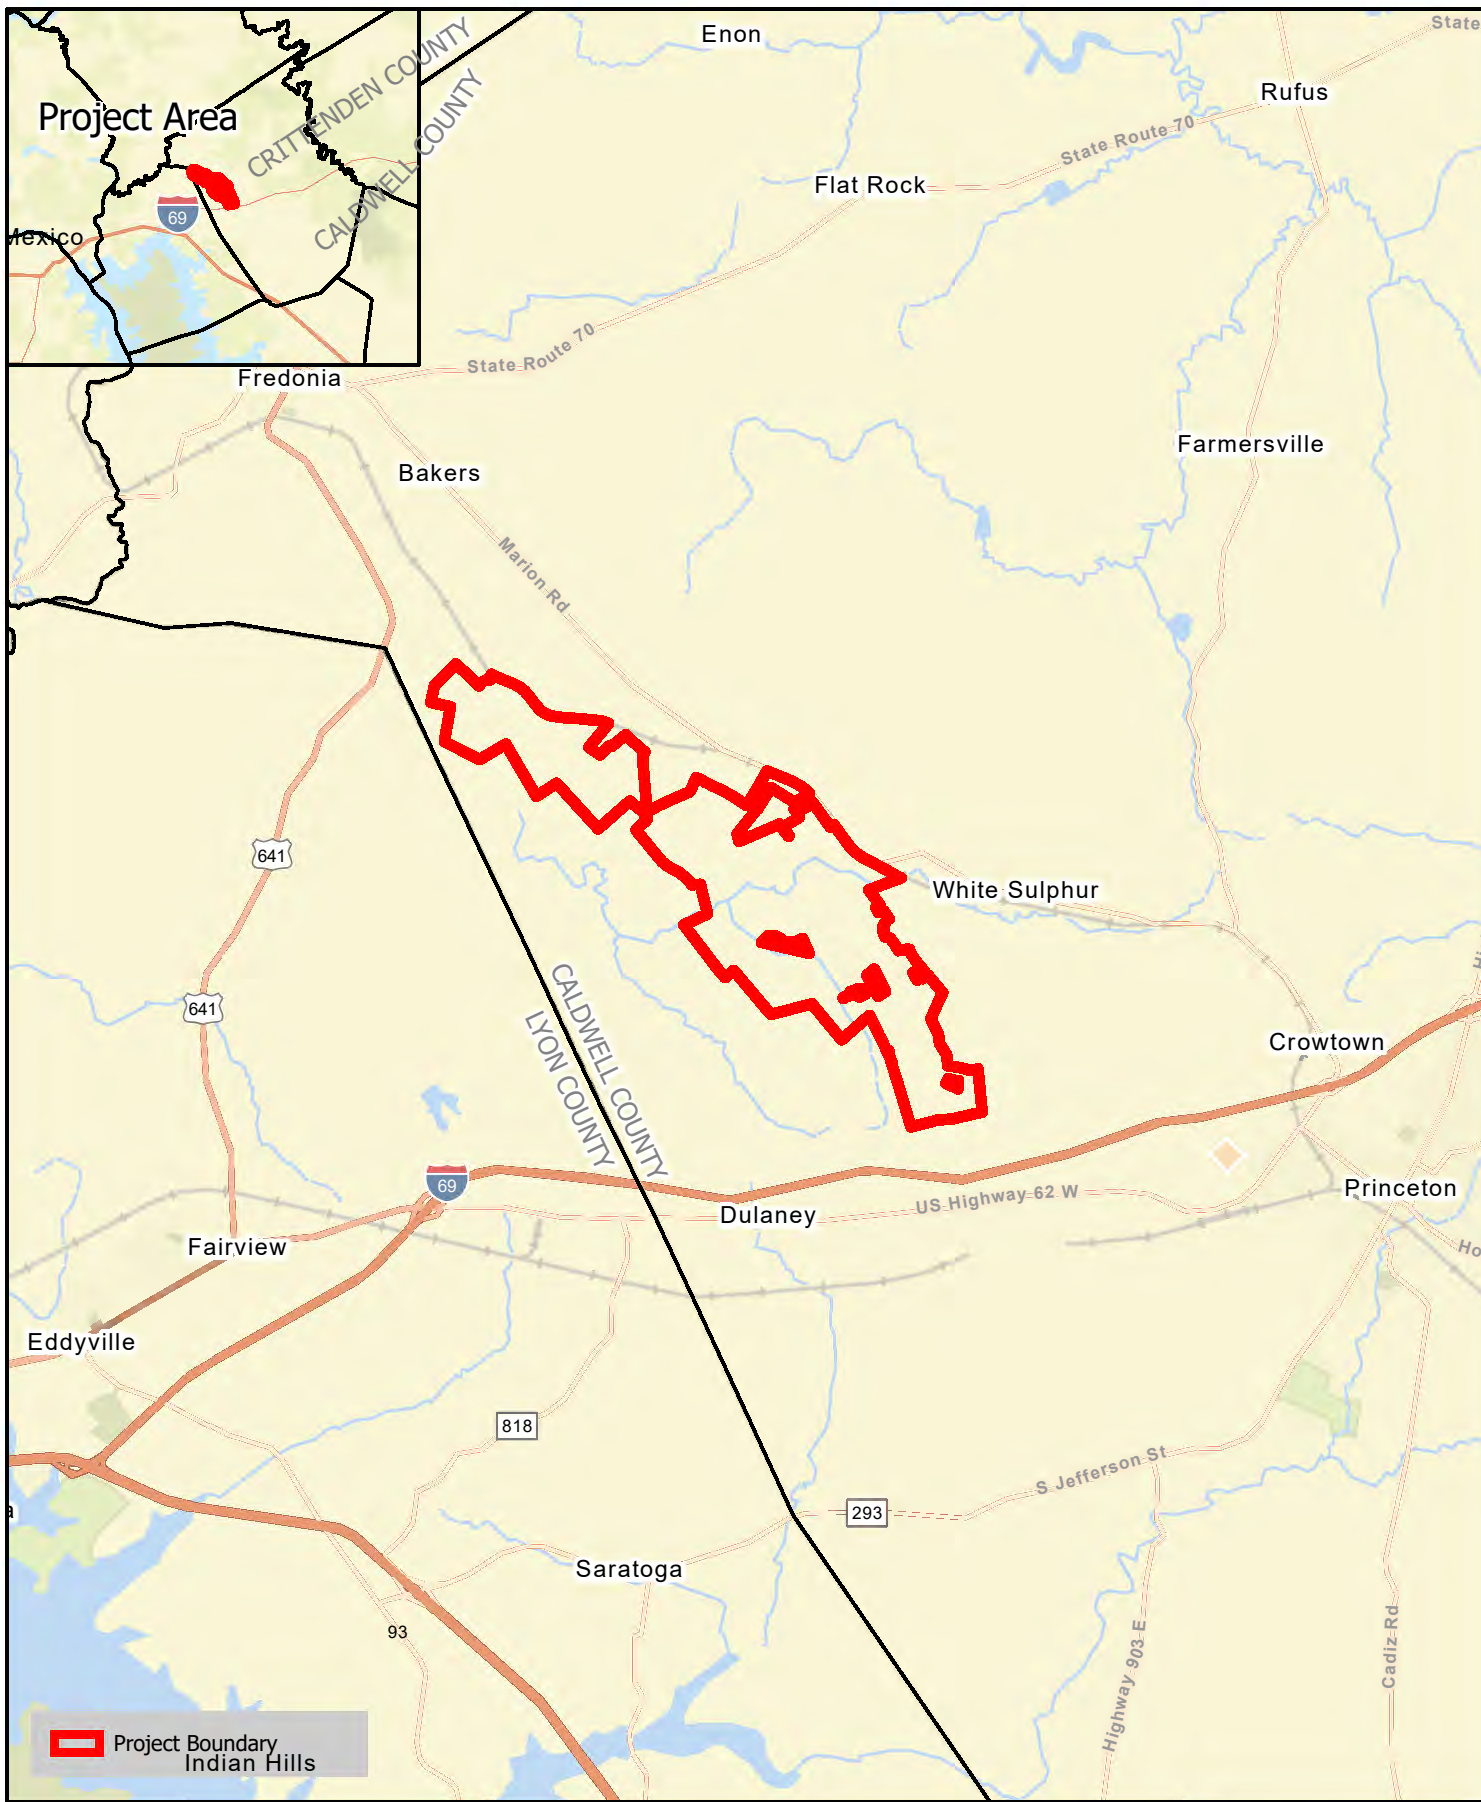 Enon
State
Rufus
CRITTENDEN COUNTY
CALDWELL COUNTY
Project Area
State Route 70
Flat Rock
69
Mexico
State Route 70
Fredonia
Farmersville
Bakers
Marion Rd
641
White Sulphur
641
CALDWELL COUNTY
LYON COUNTY
Crowtown
69
US Highway 62 W
Princeton
Dulaney
Fairview
Ho
Eddyville
818
S Jefferson St
293
Saratoga
93
Highway 903 E
Cadiz Rd
Project Boundary
Indian Hills